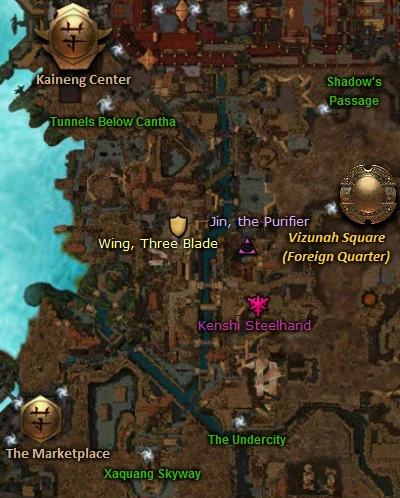 Kaineng Center
Shadow's
Passage
Tunnels Below Cantha
Jin, the Purifier
Vizunah Square
(Foreign Quarter)
Wing, Three Blade
Kenshi Steelhand
The Undercity
The Marketplace
Xaquang Skyway